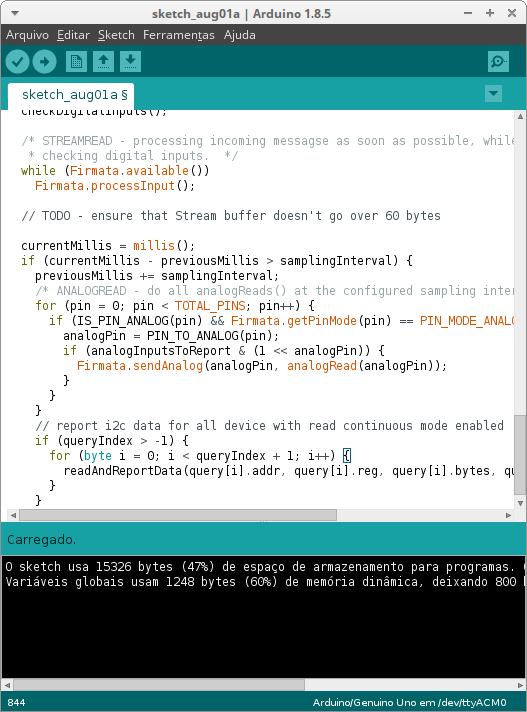 sketch_aug01a | Arduino 1.8.5
Arquivo Editar Sketch Ferramentas Ajuda
sketch_aug01a §
checkDigitalInputs();
/* STREAMREAD - processing incoming messagse as soon as possible, while
* checking digital inputs. */
while (Firmata.available())
Firmata.processInput();
// TODO - ensure that Stream buffer doesn't go over 60 bytes
currentMillis = millis();
if (currentMillis - previousMillis > samplingInterval) {
previousMillis += samplingInterval;
/* ANALOGREAD - do all analogReads() at the configured sampling inter
for (pin = 0; pin < TOTAL_PINS; pin++) {
if (IS_PIN_ANALOG(pin) && Firmata.getPinMode(pin) == PIN_MODE_ANALO
analogPin = PIN_TO_ANALOG(pin);
if (analogInputsToReport & (1 << analogPin)) {
Firmata.sendAnalog(analogPin, analogRead(analogPin));
}
}
}
// report i2c data for all device with read continuous mode enabled
if (queryIndex > -1) {
for (byte i = 0; i < queryIndex + 1; i++) {
readAndReportData(query[i].addr, query[i].reg, query[i].bytes, qu
}
}
Carregado.
O sketch usa 15326 bytes (47%) de espaço de armazenamento para programas.
Variáveis globais usam 1248 bytes (60%) de memória dinâmica, deixando 800
844
Arduino/Genuino Uno em /dev/ttyACM0